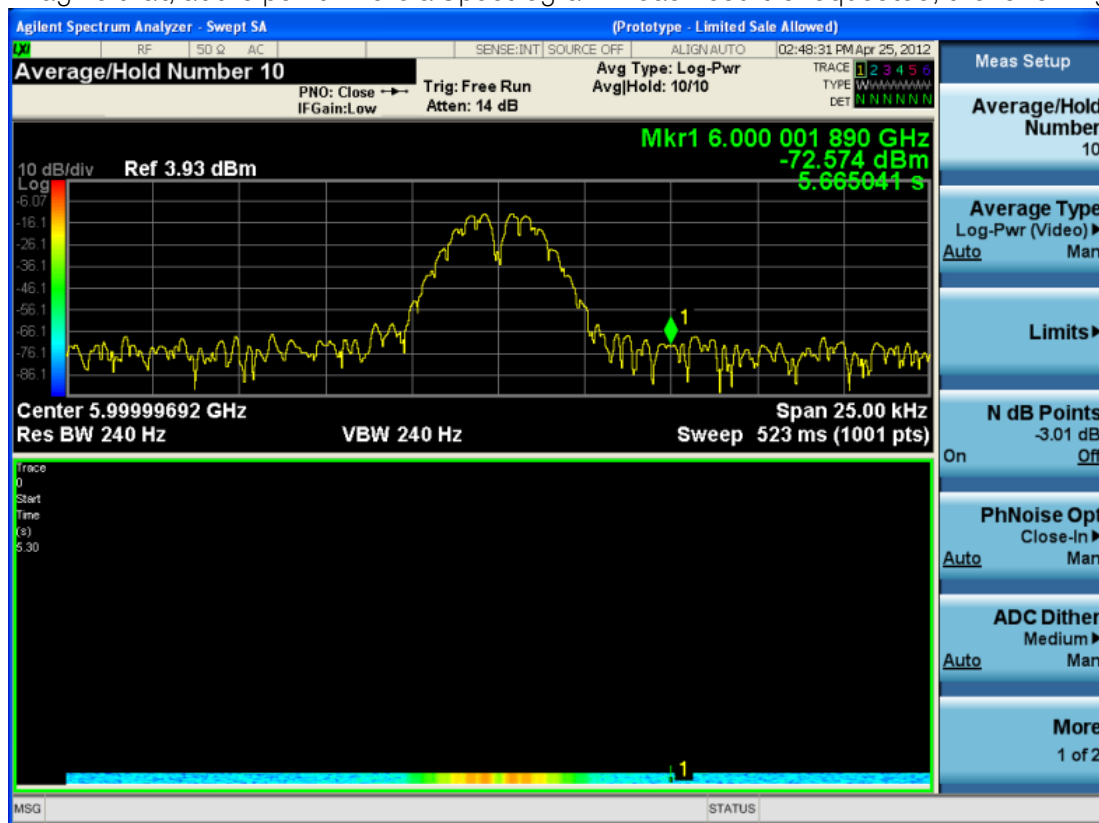 Agilent Spectrum Analyzer - Swept SA (Prototype - Limited Sale Allowed)
LXI RF 50 Ω AC SENSE:INT SOURCE OFF ALIGN AUTO 02:48:31 PM Apr 25, 2012
Average/Hold Number 10
PNO: Close
IFGain:Low
Trig: Free Run
Atten: 14 dB
Avg Type: Log-Pwr
Avg|Hold: 10/10
TRACE 1 2 3 4 5 6
TYPE WWWWWW
DET N N N N N N
Mkr1 6.000 001 890 GHz
-72.574 dBm
5.665041 s
10 dB/div Ref 3.93 dBm
Log
-6.07
-16.1
-26.1
-36.1
-46.1
-56.1
-66.1
-76.1
-86.1
1
Center 5.99999692 GHz Span 25.00 kHz
Res BW 240 Hz VBW 240 Hz Sweep 523 ms (1001 pts)
Trace
0
Start
Time
(s)
5.30
1
MSG STATUS
Meas Setup
Average/Hold
Number
10
Average Type
Log-Pwr (Video)
Auto Man
Limits
N dB Points
-3.01 dB
On Off
PhNoise Opt
Close-In
Auto Man
ADC Dither
Medium
Auto Man
More
1 of 2